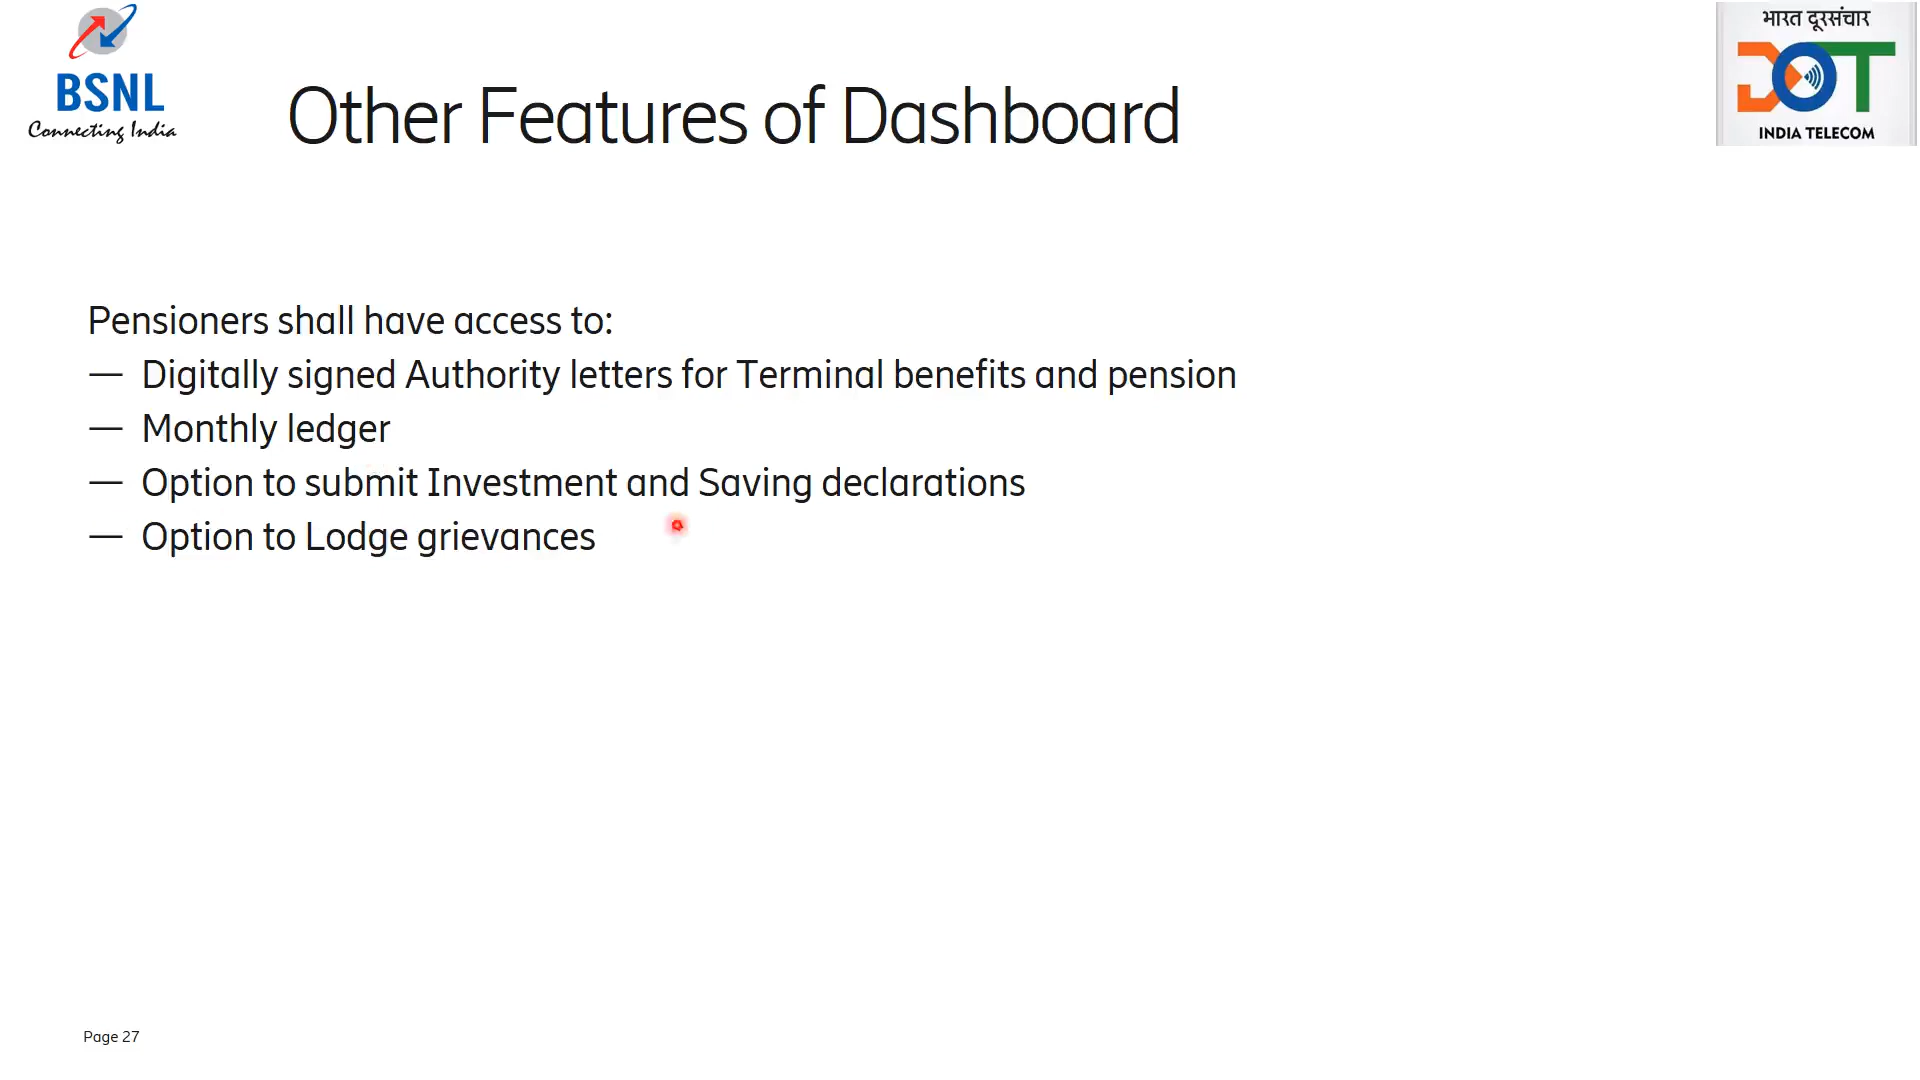 BSNL
Connecting India
Other Features of Dashboard
भारत दूरसंचार
DOT
INDIA TELECOM
Pensioners shall have access to:
— Digitally signed Authority letters for Terminal benefits and pension
— Monthly ledger
— Option to submit Investment and Saving declarations
— Option to Lodge grievances
Page 27